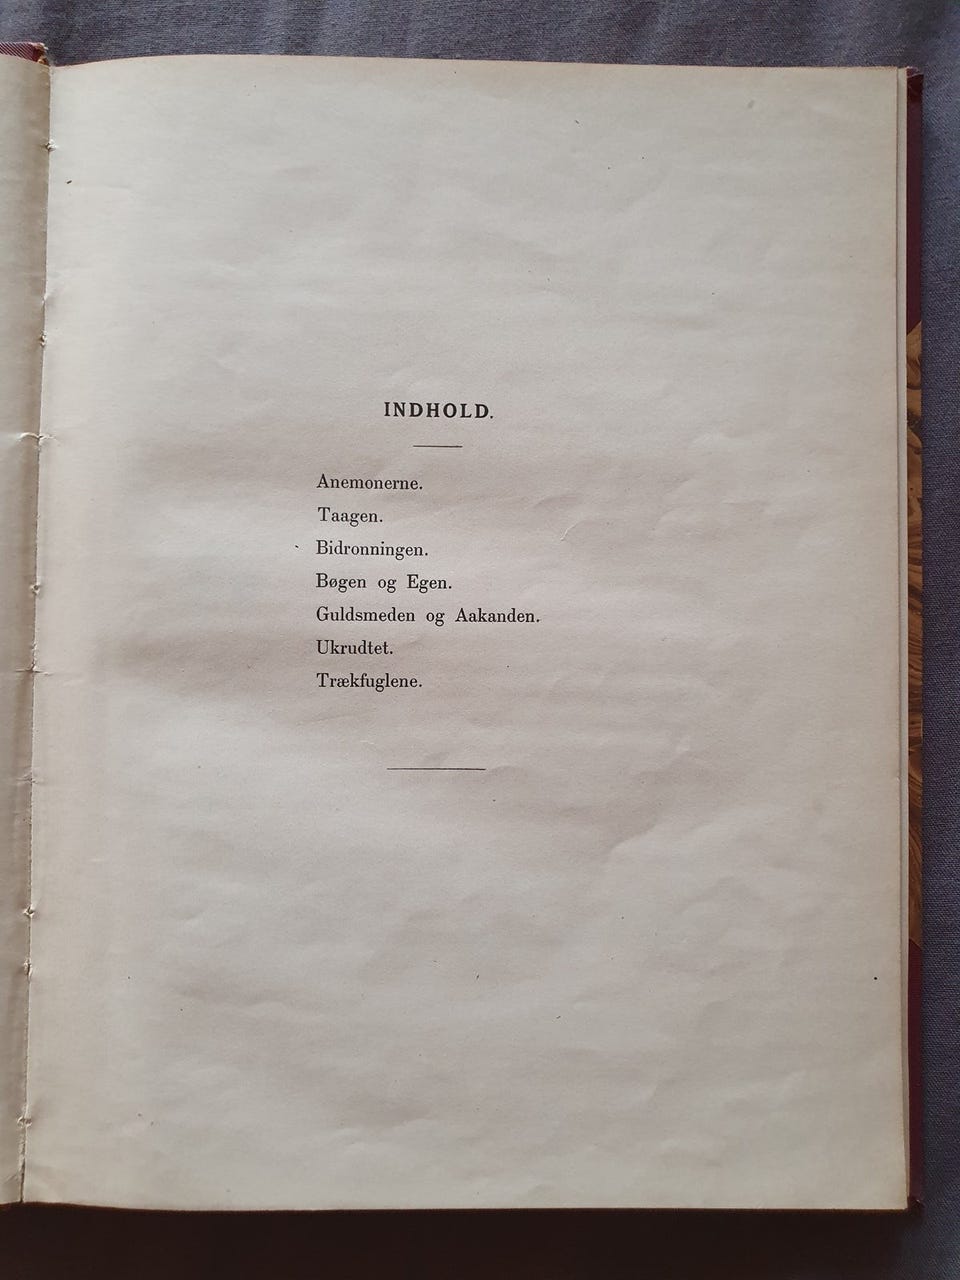 INDHOLD.
Anemonerne.
Taagen.
Bidronningen.
Bøgen og Egen.
Guldsmeden og Aakanden.
Ukrudtet.
Trækfuglene.